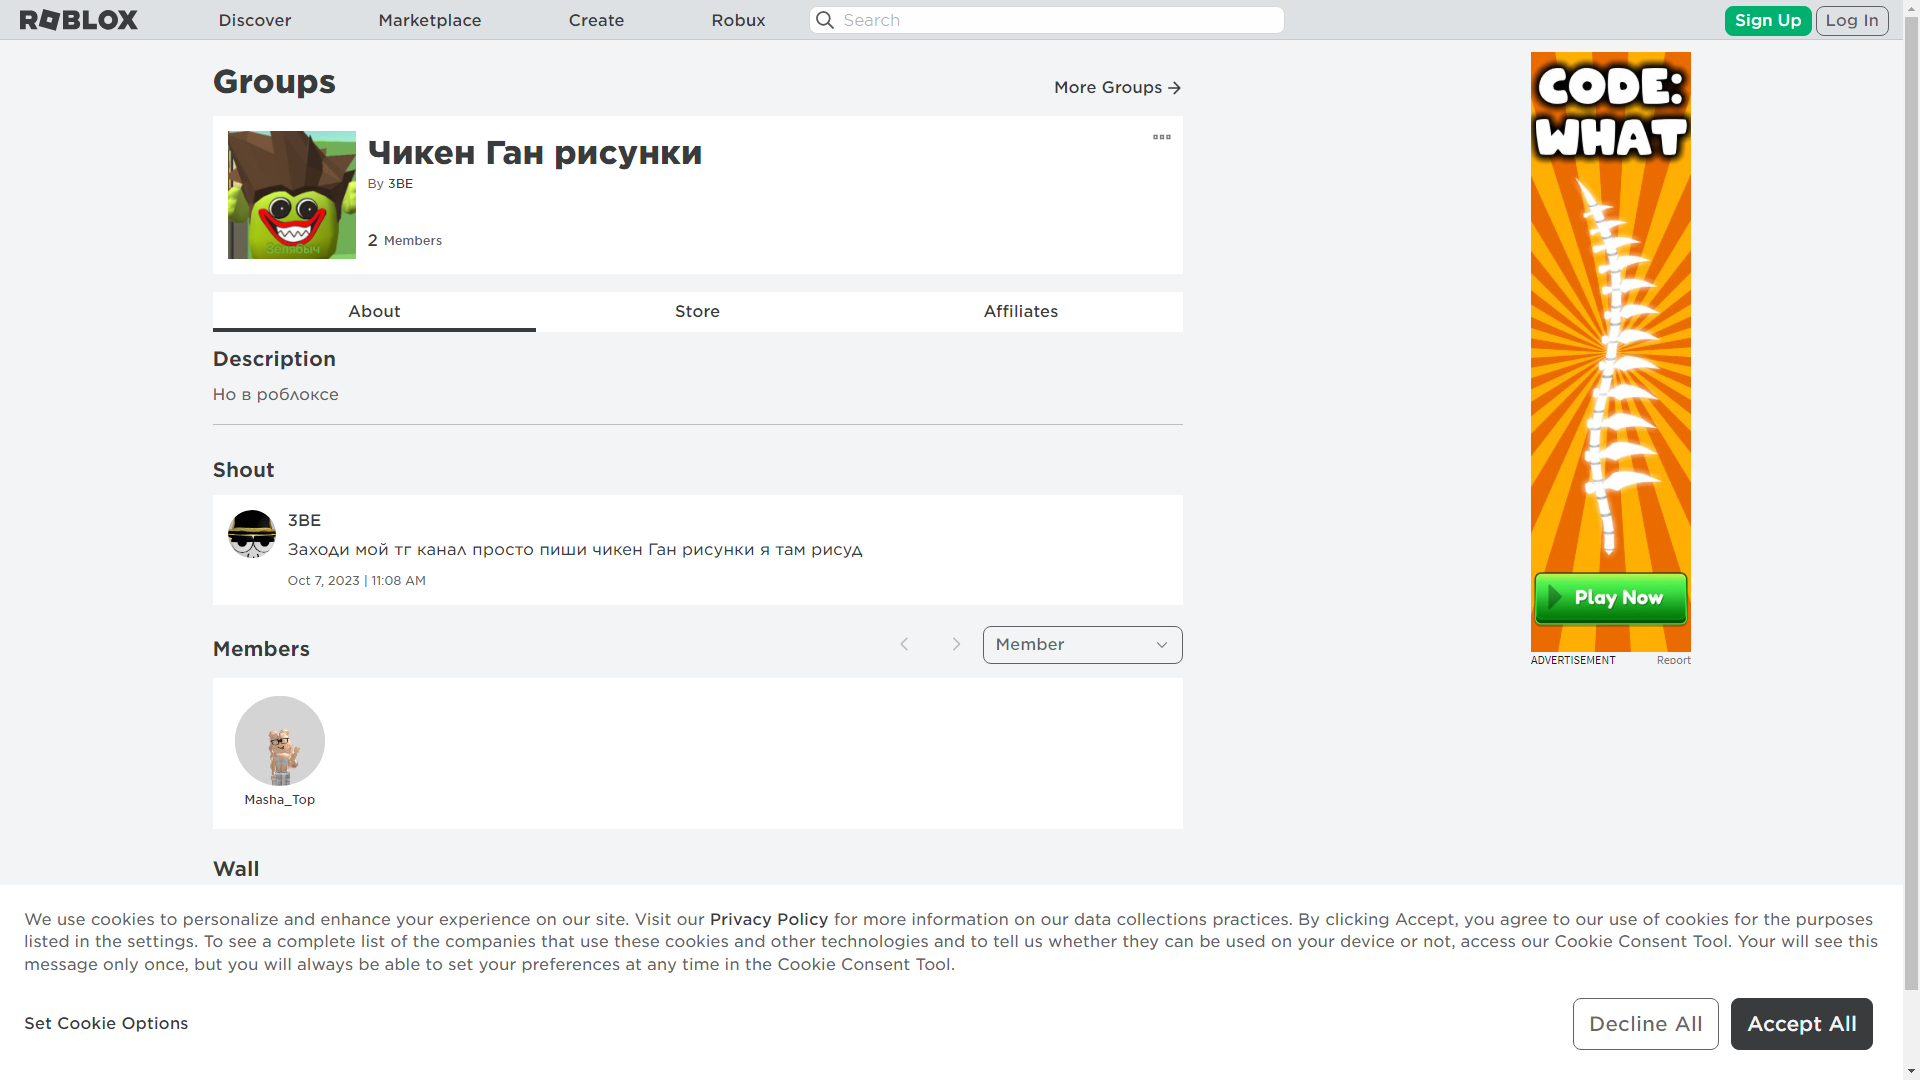 ROBLOX
Discover
Marketplace
Create
Robux
Search
Sign Up
Log In
Groups
More Groups
Чикен Ган рисунки
By 3BE
2 Members
Зелябыч
About
Store
Affiliates
Description
Но в роблоксе
Shout
3BE
Заходи мой тг канал просто пиши чикен Ган рисунки я там рисуд
Oct 7, 2023 | 11:08 AM
Members
Member
Masha_Top
Wall
CODE:
WHAT
Play Now
ADVERTISEMENT
Report
We use cookies to personalize and enhance your experience on our site. Visit our Privacy Policy for more information on our data collections practices. By clicking Accept, you agree to our use of cookies for the purposes
listed in the settings. To see a complete list of the companies that use these cookies and other technologies and to tell us whether they can be used on your device or not, access our Cookie Consent Tool. Your will see this
message only once, but you will always be able to set your preferences at any time in the Cookie Consent Tool.
Set Cookie Options
Decline All
Accept All